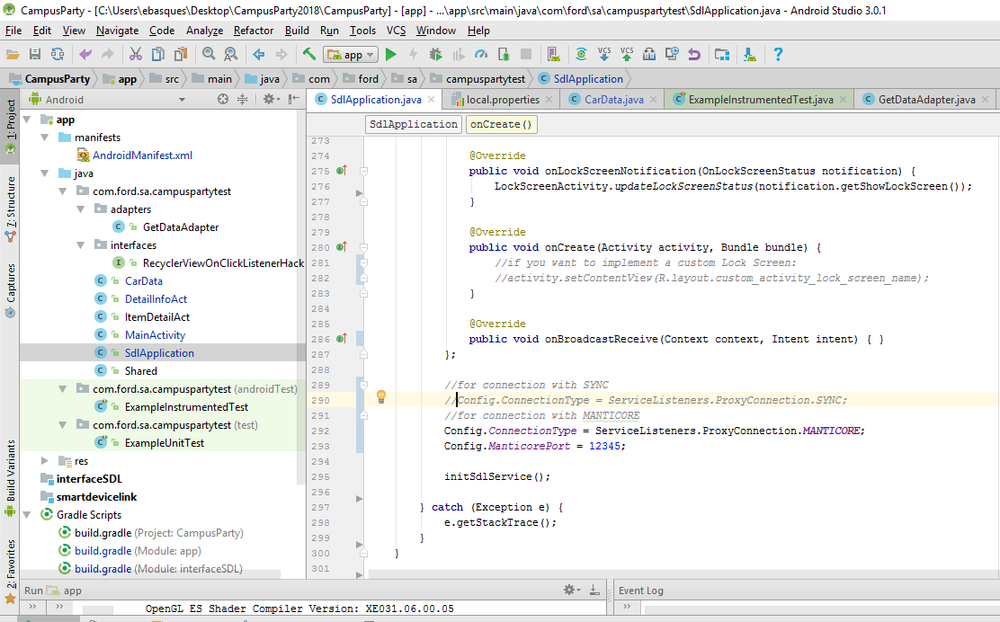 CampusParty - [C:\Users\ebasques\Desktop\CampusParty2018\CampusParty] - [app] - ...\app\src\main\java\com\ford\sa\campuspartytest\SdlApplication.java - Android Studio 3.0.1
File Edit View Navigate Code Analyze Refactor Build Run Tools VCS Window Help
app VCS VCS ?
CampusParty app src main java com ford sa campuspartytest SdlApplication
Android SdlApplication.java local.properties CarData.java ExampleInstrumentedTest.java GetDataAdapter.java
SdlApplication onCreate()
1: Project
7: Structure
Captures
Build Variants
2: Favorites
app
manifests
AndroidManifest.xml
java
com.ford.sa.campuspartytest
adapters
GetDataAdapter
interfaces
RecyclerViewOnClickListenerHack
CarData
DetailInfoAct
ItemDetailAct
MainActivity
SdlApplication
Shared
com.ford.sa.campuspartytest (androidTest)
ExampleInstrumentedTest
com.ford.sa.campuspartytest (test)
ExampleUnitTest
res
interfaceSDL
smartdevicelink
Gradle Scripts
build.gradle (Project: CampusParty)
build.gradle (Module: app)
build.gradle (Module: interfaceSDL)
273
274 @Override
275 public void onLockScreenNotification(OnLockScreenStatus notification) {
276 LockScreenActivity.updateLockScreenStatus(notification.getShowLockScreen());
277 }
278
279 @Override
280 public void onCreate(Activity activity, Bundle bundle) {
281 //if you want to implement a custom Lock Screen:
282 //activity.setContentView(R.layout.custom_activity_lock_screen_name);
283 }
284
285 @Override
286 public void onBroadcastReceive(Context context, Intent intent) { }
287 };
288
289 //for connection with SYNC
290 //Config.ConnectionType = ServiceListeners.ProxyConnection.SYNC;
291 //for connection with MANTICORE
292 Config.ConnectionType = ServiceListeners.ProxyConnection.MANTICORE;
293 Config.ManticorePort = 12345;
294
295 initSdlService();
296
297 } catch (Exception e) {
298 e.getStackTrace();
299 }
300 }
301
Run app Event Log
OpenGL ES Shader Compiler Version: XE031.06.00.05